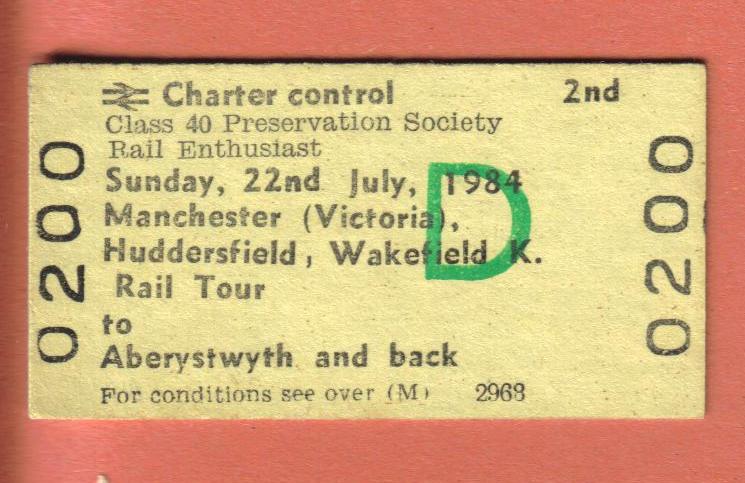 Charter control 2nd
Class 40 Preservation Society
Rail Enthusiast
Sunday, 22nd July, 1984
Manchester (Victoria),
Huddersfield, Wakefield K.
D
Rail Tour
to
Aberystwyth and back
For conditions see over (M) 2968
0200
0200